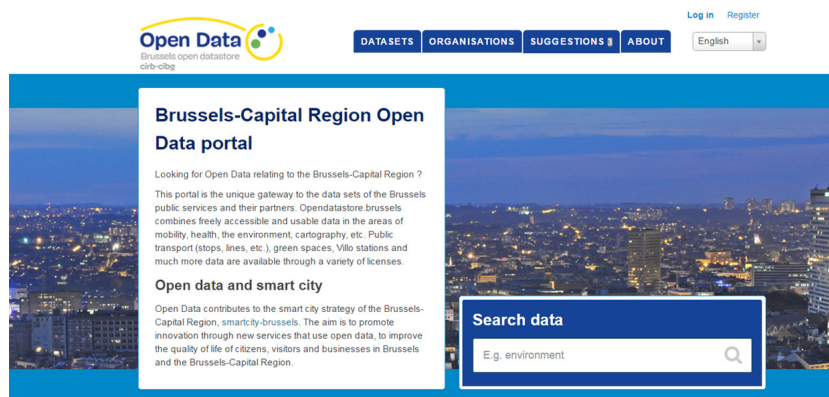 Log in Register
Open Data
Brussels open datastore
cirb-cibg
DATASETS ORGANISATIONS SUGGESTIONS ABOUT
English
Brussels-Capital Region Open
Data portal
Looking for Open Data relating to the Brussels-Capital Region ?
This portal is the unique gateway to the data sets of the Brussels
public services and their partners. Opendatastore.brussels
combines freely accessible and usable data in the areas of
mobility, health, the environment, cartography, etc. Public
transport (stops, lines, etc.), green spaces, Villo stations and
much more data are available through a variety of licenses.
Open data and smart city
Open Data contributes to the smart city strategy of the Brussels-
Capital Region, smartcity-brussels. The aim is to promote
innovation through new services that use open data, to improve
the quality of life of citizens, visitors and businesses in Brussels
and the Brussels-Capital Region.
Search data
E.g. environment